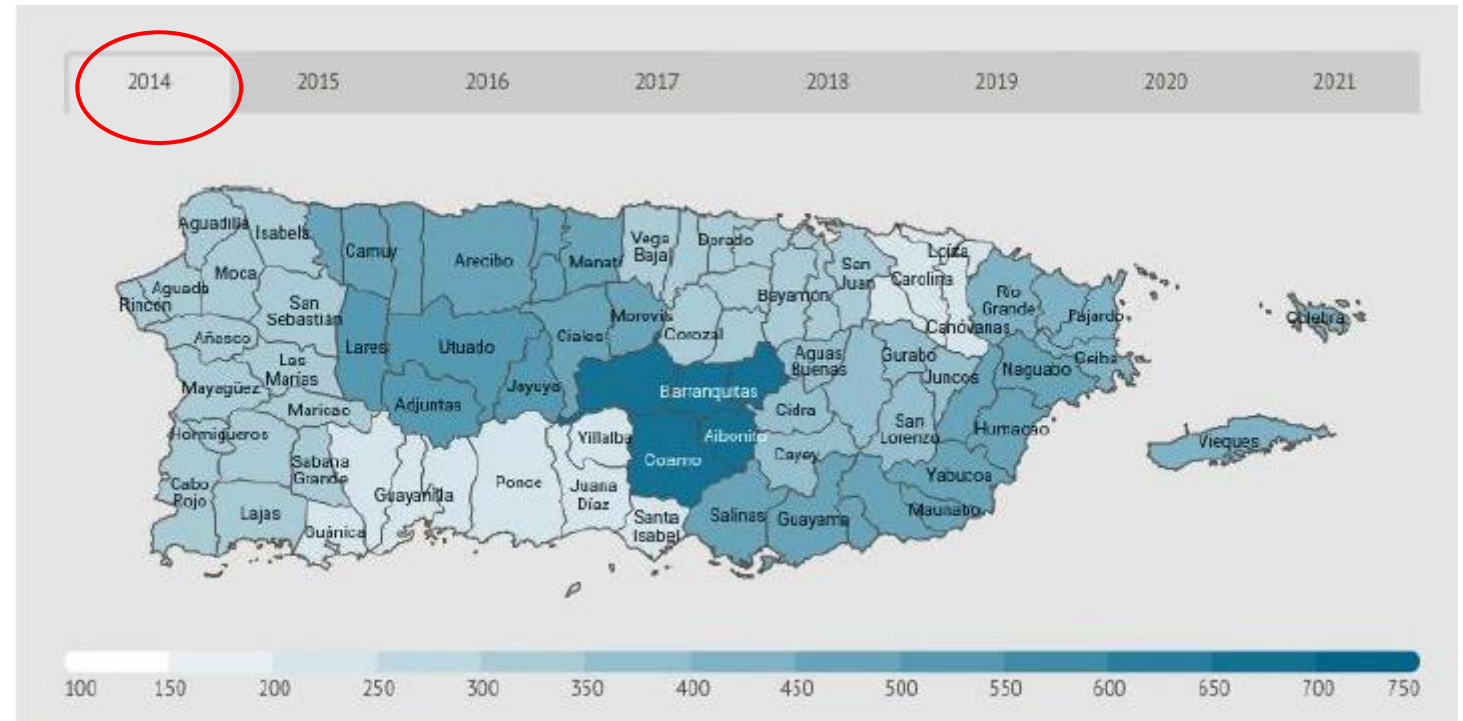 2014 2015 2016 2017 2018 2019 2020 2021
Aguadilla
Isabela
Camuy
Arecibo
Manatí
Vega
Baja
Dorado
San
Juan
Carolina
Loíza
Moca
Aguada
Rincón
San
Sebastián
Bayamón
Río
Grande
Fajardo
Culebra
Añasco
Lares
Utuado
Ciales
Morovis
Corozal
Canóvanas
Las
Marías
Aguas
Buenas
Gurabo
Juncos
Naguabo
Ceiba
Mayagüez
Maricao
Adjuntas
Jayuya
Barranquitas
Cidra
San
Lorenzo
Humacao
Vieques
Hormigueros
Villalba
Aibonito
Coamo
Cayey
Yabucoa
Sabana
Grande
Cabo
Rojo
Lajas
Guánica
Guayanilla
Ponce
Juana
Díaz
Santa
Isabel
Salinas
Guayama
Maunabo
100 150 200 250 300 350 400 450 500 550 600 650 700 750